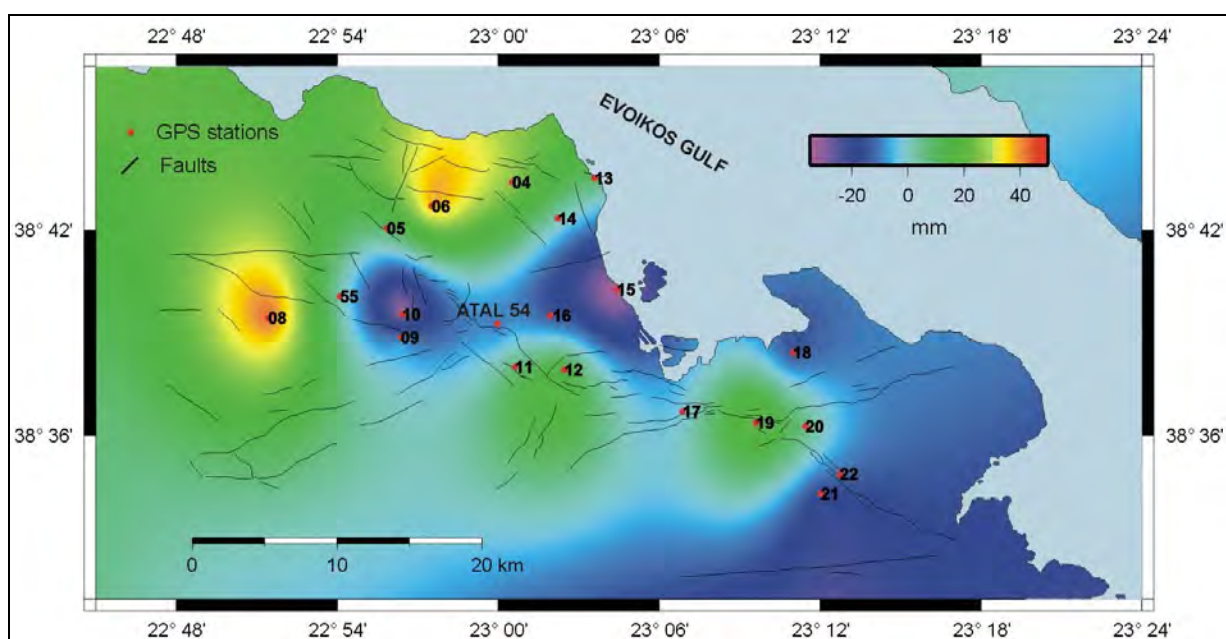 22° 48' 22° 54' 23° 00' 23° 06' 23° 12' 23° 18' 23° 24'
EVOIKOS GULF
GPS stations
Faults
-20 0 20 40
mm
13
04
06
14
38° 42' 05 38° 42'
15
55
10 ATAL 54 16
08
09
18
11 12
17
19 20
38° 36' 38° 36'
22
21
0 10 20 km
22° 48' 22° 54' 23° 00' 23° 06' 23° 12' 23° 18' 23° 24'